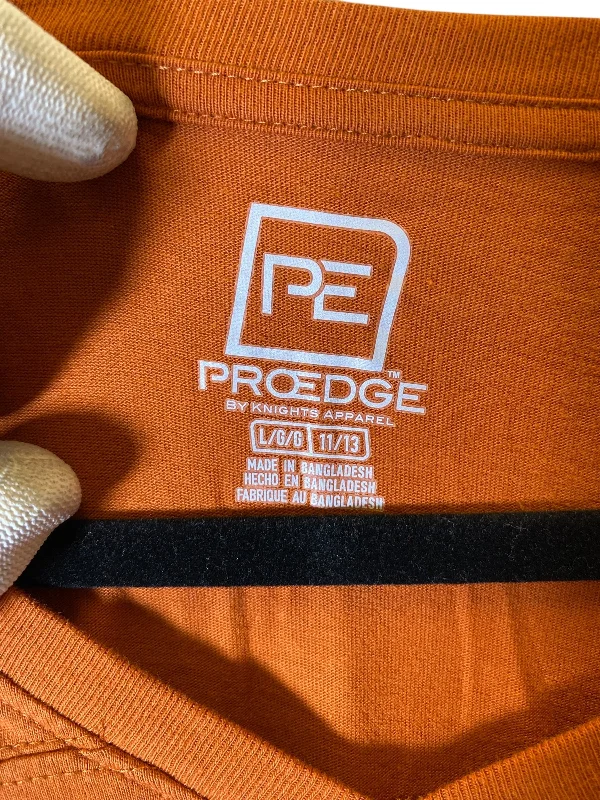 PE
PROEDGE™
BY KNIGHTS APPAREL
L/G/G 11/13
MADE IN BANGLADESH
HECHO EN BANGLADESH
FABRIQUE AU BANGLADESH